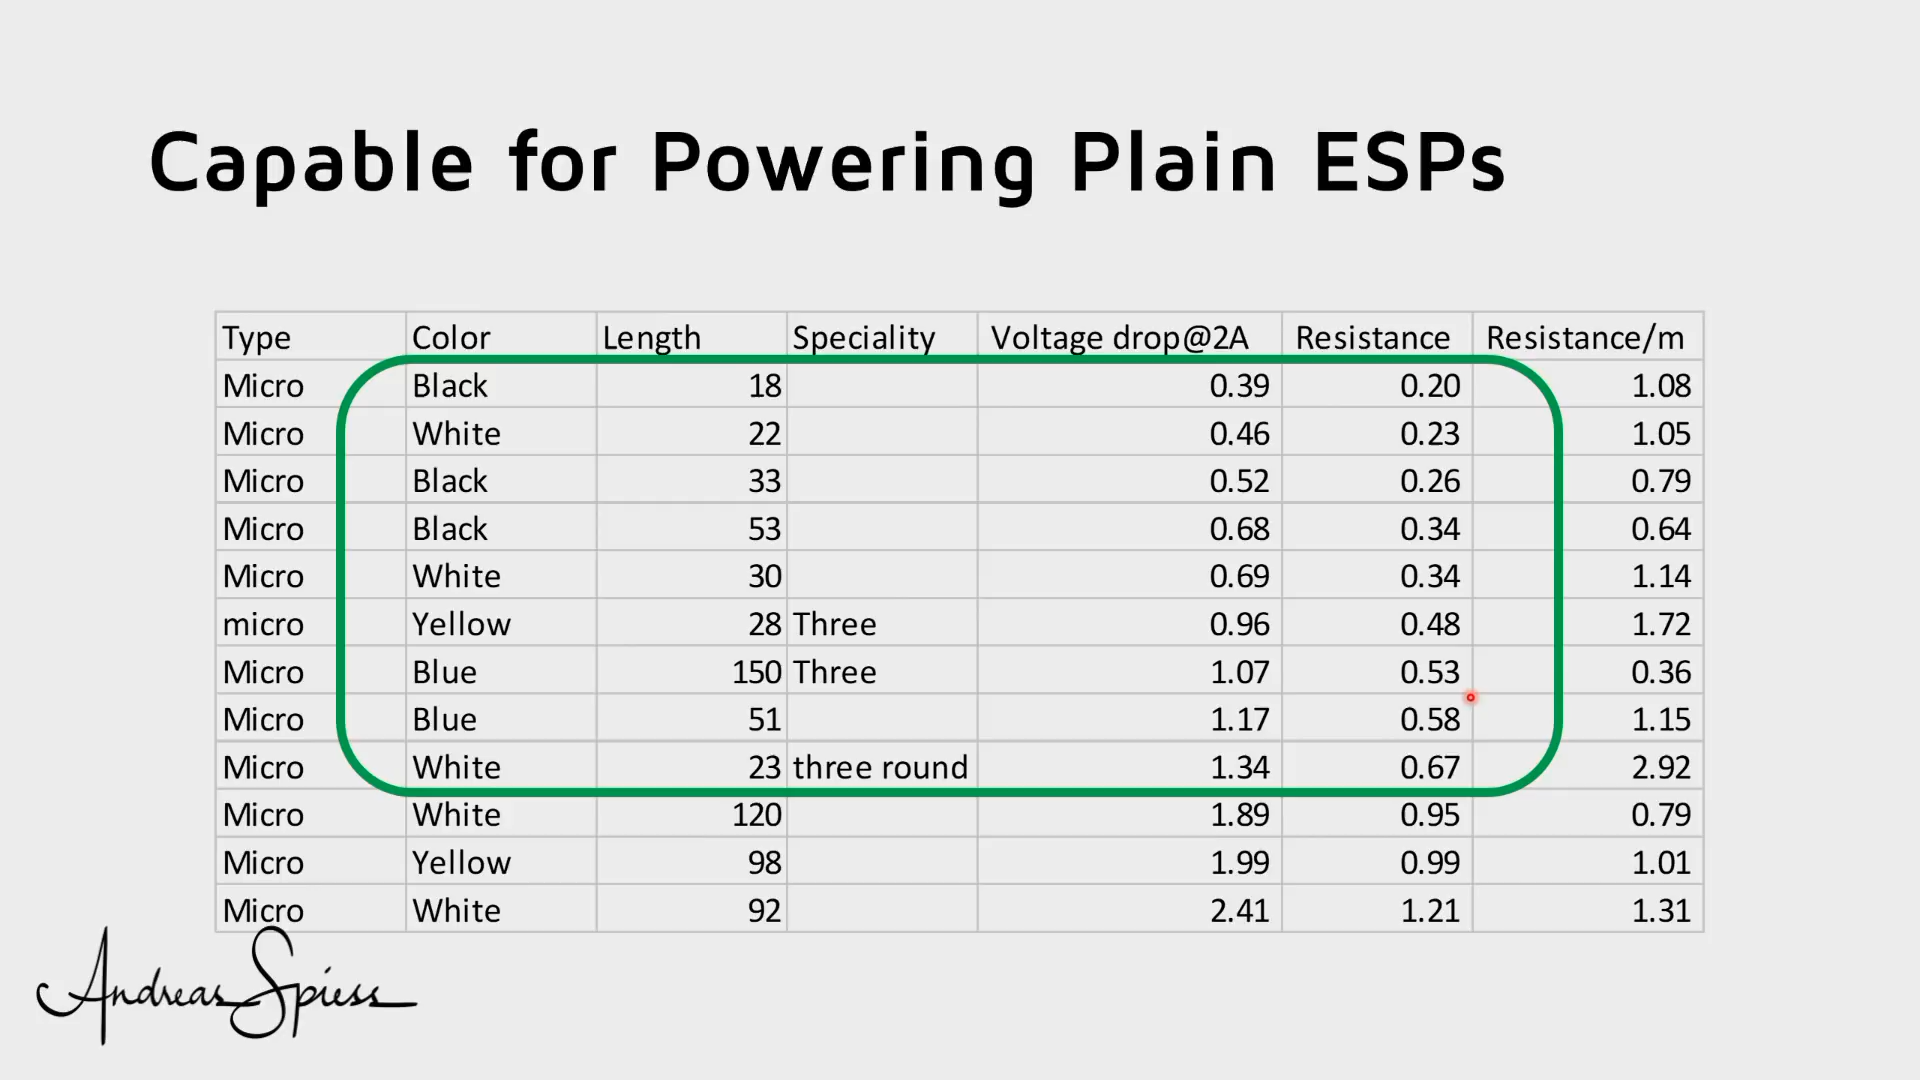 Capable for Powering Plain ESPs
Type Color Length Speciality Voltage drop@2A Resistance Resistance/m
Micro Black 18 0.39 0.20 1.08
Micro White 22 0.46 0.23 1.05
Micro Black 33 0.52 0.26 0.79
Micro Black 53 0.68 0.34 0.64
Micro White 30 0.69 0.34 1.14
micro Yellow 28 Three 0.96 0.48 1.72
Micro Blue 150 Three 1.07 0.53 0.36
Micro Blue 51 1.17 0.58 1.15
Micro White 23 three round 1.34 0.67 2.92
Micro White 120 1.89 0.95 0.79
Micro Yellow 98 1.99 0.99 1.01
Micro White 92 2.41 1.21 1.31
Andreas Spiess